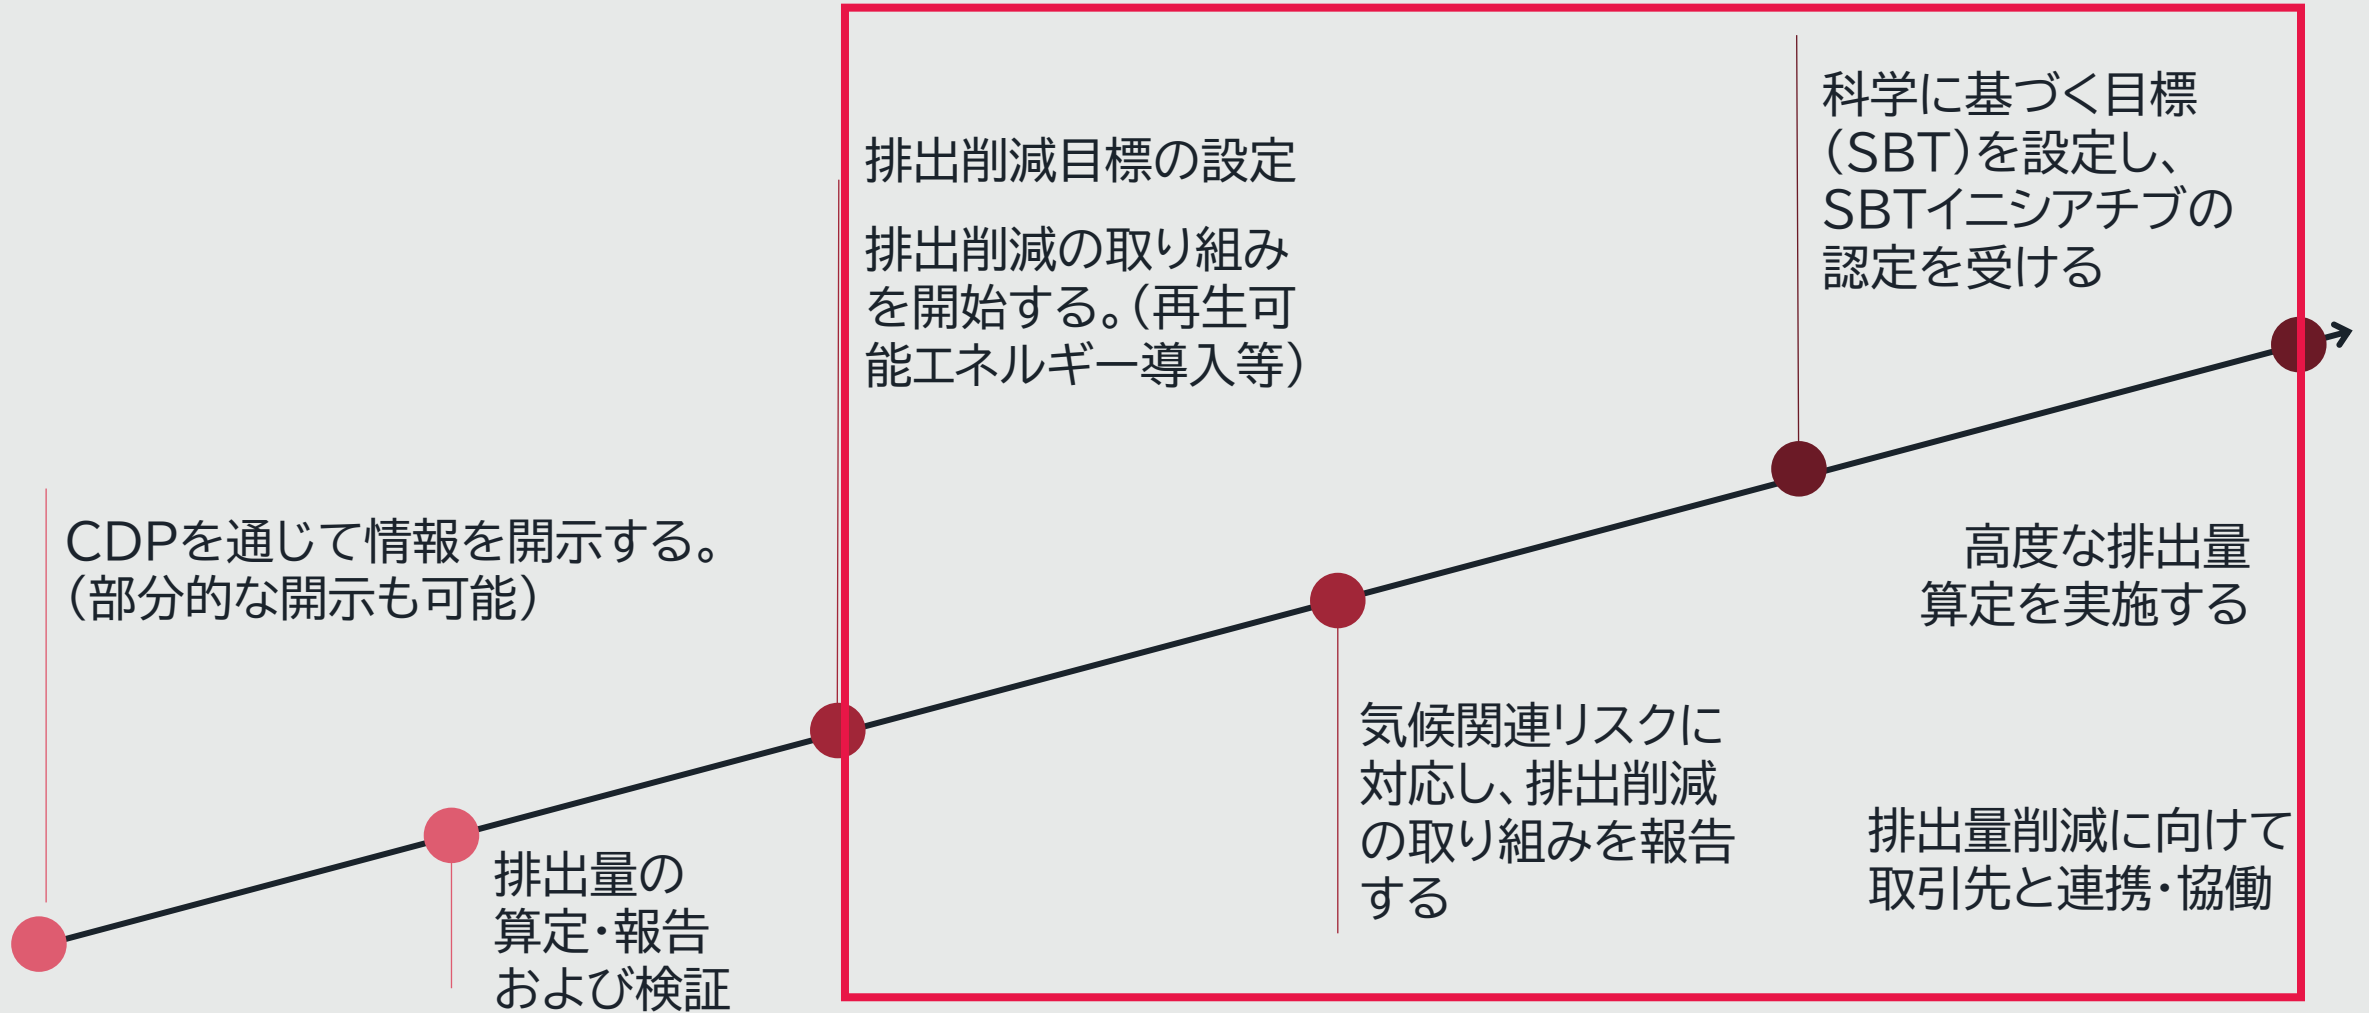 CDPを通じて情報を開示する。
（部分的な開示も可能）
排出量の
算定・報告
および検証
排出削減目標の設定
排出削減の取り組み
を開始する。（再生可
能エネルギー導入等）
気候関連リスクに
対応し、排出削減
の取り組みを報告
する
科学に基づく目標
（SBT）を設定し、
SBTイニシアチブの
認定を受ける
高度な排出量
算定を実施する
排出量削減に向けて
取引先と連携・協働